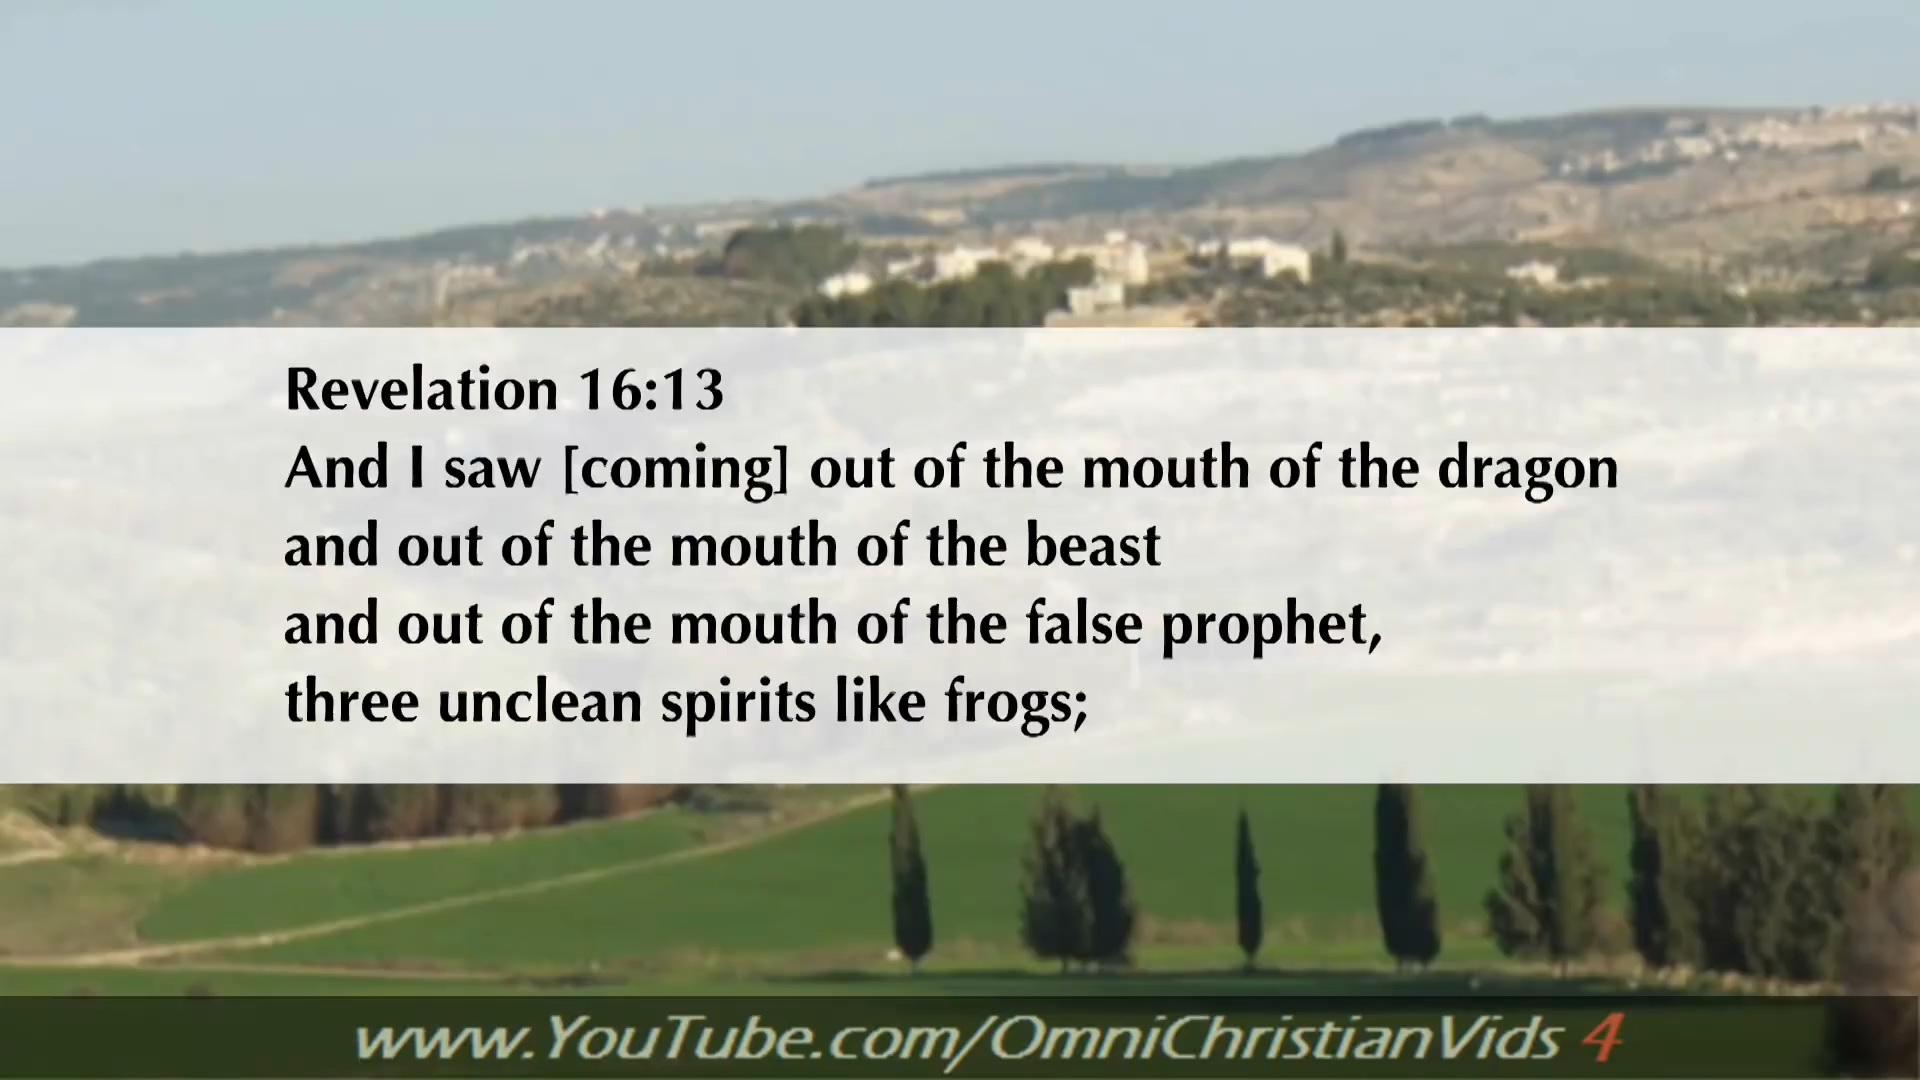 Revelation 16:13
And I saw [coming] out of the mouth of the dragon
and out of the mouth of the beast
and out of the mouth of the false prophet,
three unclean spirits like frogs;
www.YouTube.com/OmniChristianVids 4